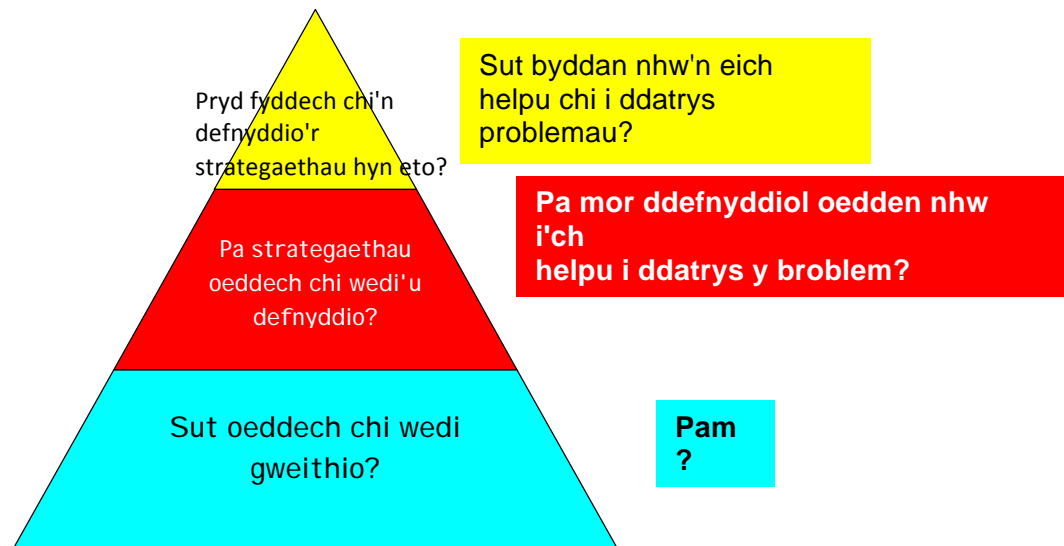 Pryd fyddech chi'n
defnyddio'r
strategaethau hyn eto?
Sut byddan nhw'n eich
helpu chi i ddatrys
problemau?
Pa strategaethau
oeddech chi wedi'u
defnyddio?
Pa mor ddefnyddiol oedden nhw
i'ch
helpu i ddatrys y broblem?
Sut oeddech chi wedi
gweithio?
Pam
?